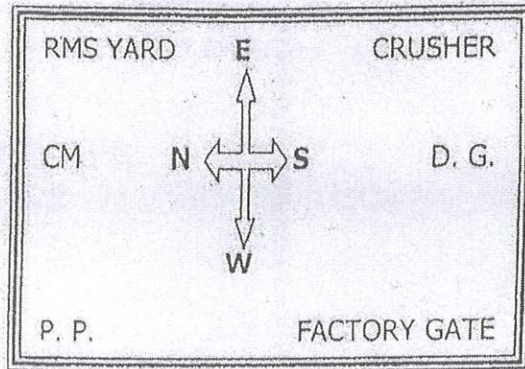 RMS YARD E CRUSHER
CM N S D. G.
W
P. P. FACTORY GATE